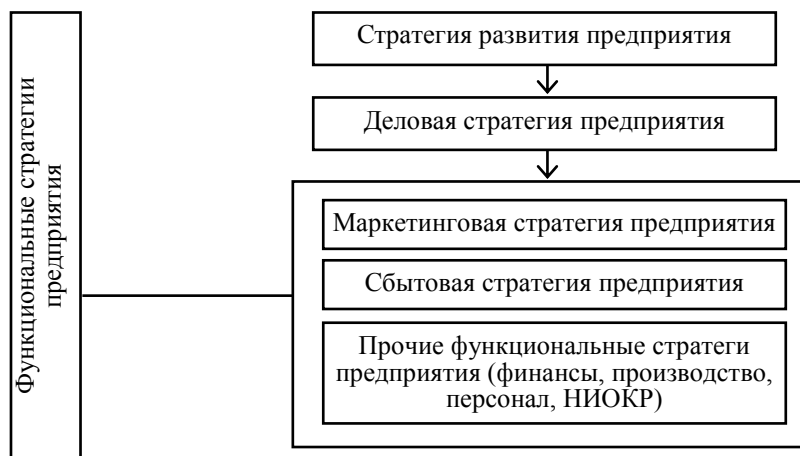 Функциональные стратегии
предприятия
Стратегия развития предприятия
Деловая стратегия предприятия
Маркетинговая стратегия предприятия
Сбытовая стратегия предприятия
Прочие функциональные стратеги
предприятия (финансы, производство,
персонал, НИОКР)